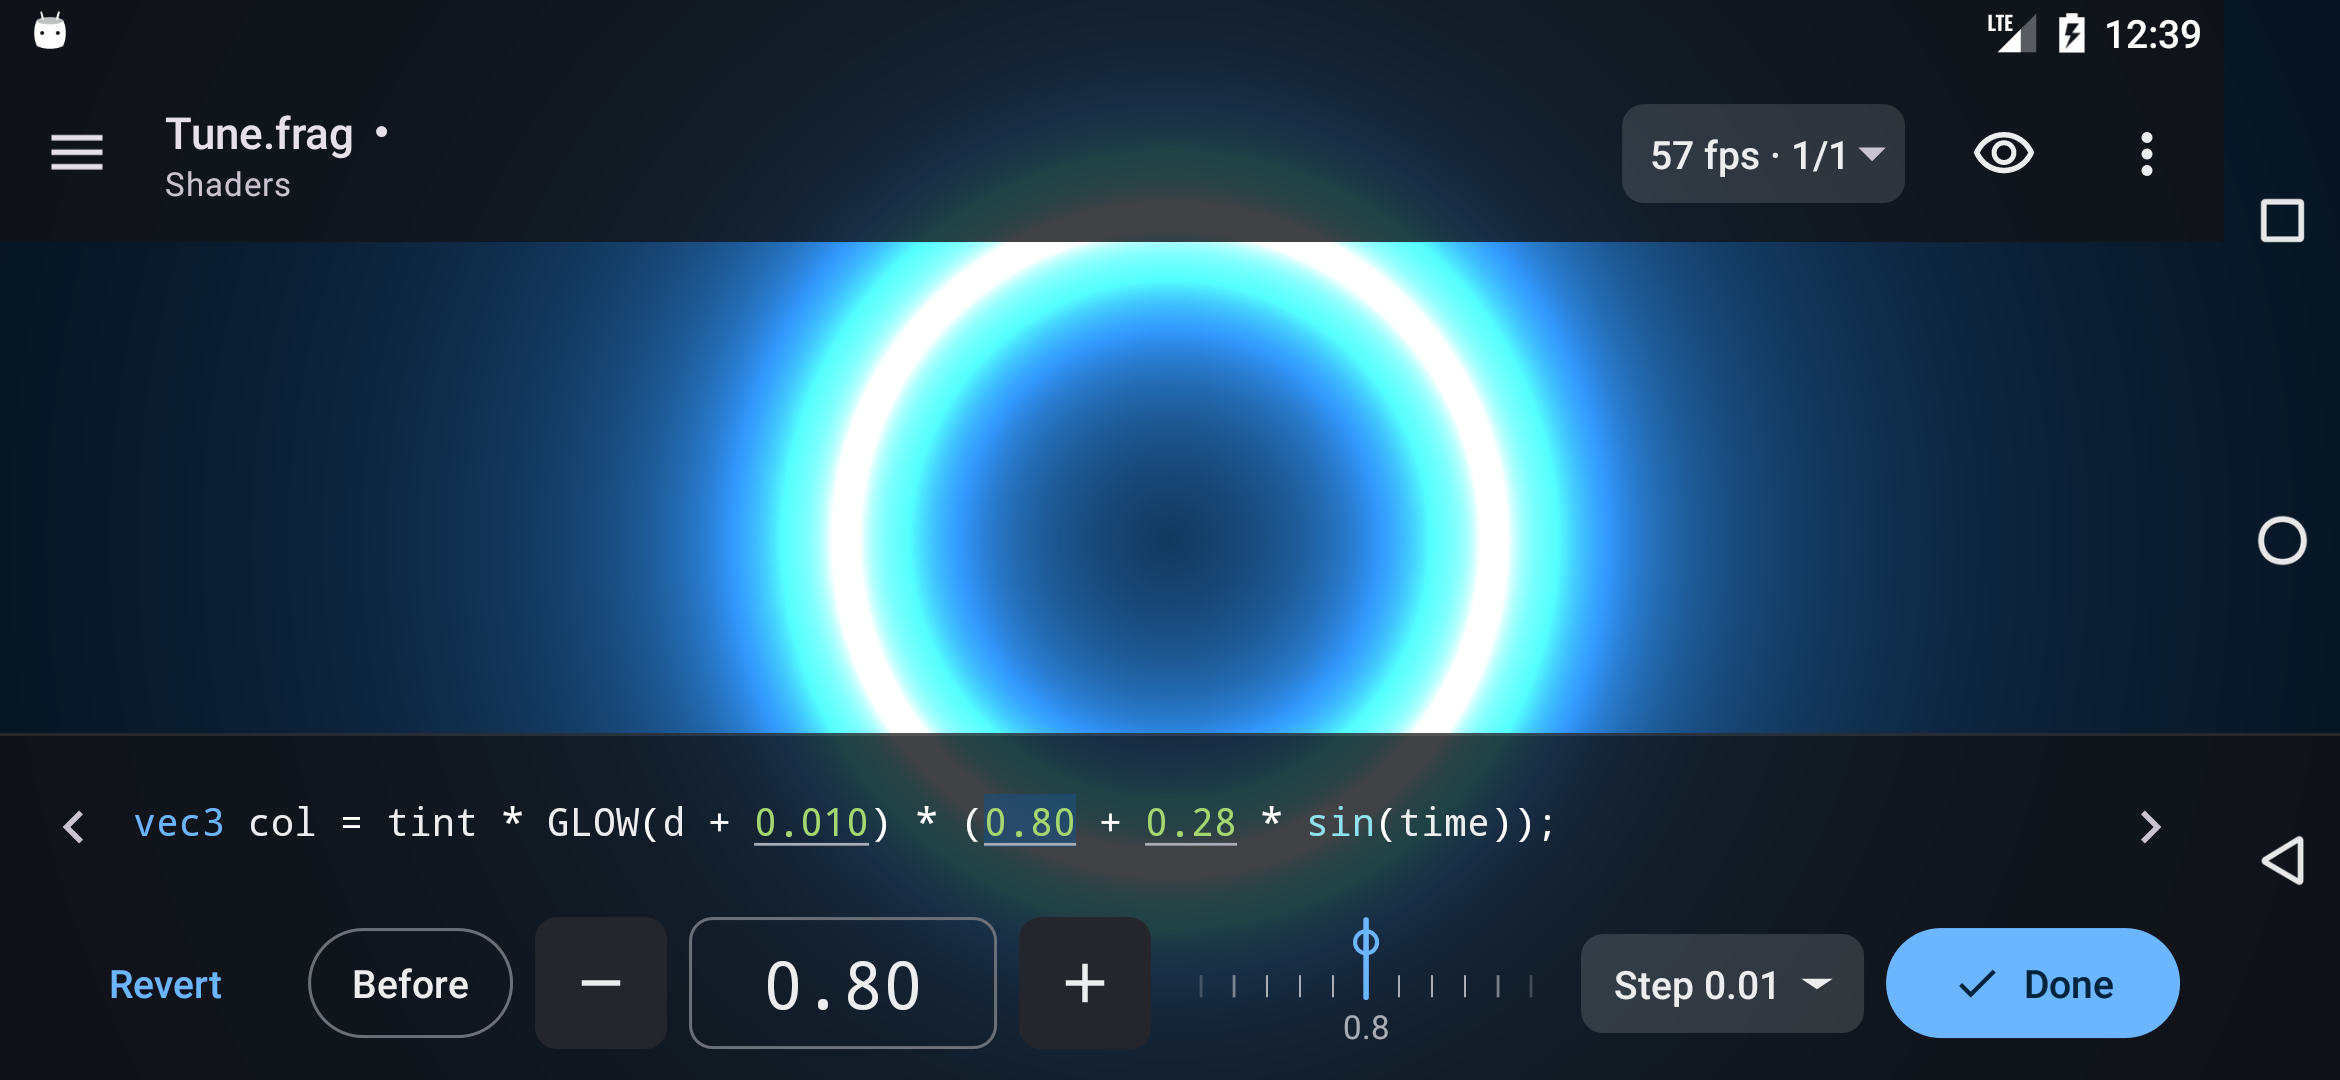 LTE 12:39
Tune.frag •
Shaders
57 fps · 1/1
vec3 col = tint * GLOW(d + 0.010) * (0.80 + 0.28 * sin(time));
Revert Before − 0.80 + Step 0.01 Done
0.8